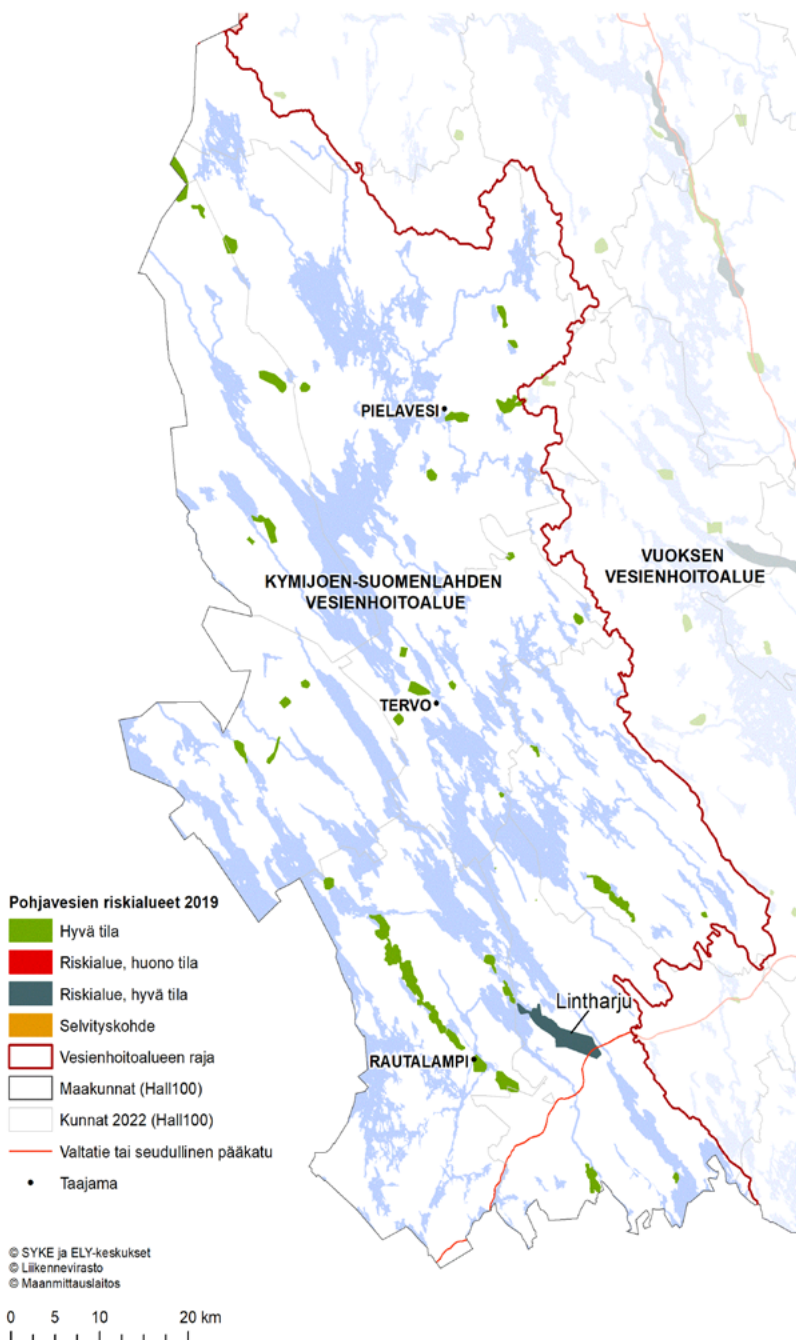 PIELAVESI
VUOKSEN
VESIENHOITOALUE
KYMIJOEN-SUOMENLAHDEN
VESIENHOITOALUE
TERVO
Lintharju
RAUTALAMPI
Pohjavesien riskialueet 2019
Hyvä tila
Riskialue, huono tila
Riskialue, hyvä tila
Selvityskohde
Vesienhoitoalueen raja
Maakunnat (Hall100)
Kunnat 2022 (Hall100)
Valtatie tai seudullinen pääkatu
Taajama
© SYKE ja ELY-keskukset
© Liikennevirasto
© Maanmittauslaitos
0 5 10 20 km